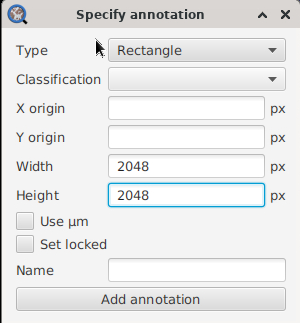 Specify annotation
Type Rectangle
Classification
X origin px
Y origin px
Width 2048 px
Height 2048 px
Use µm
Set locked
Name
Add annotation